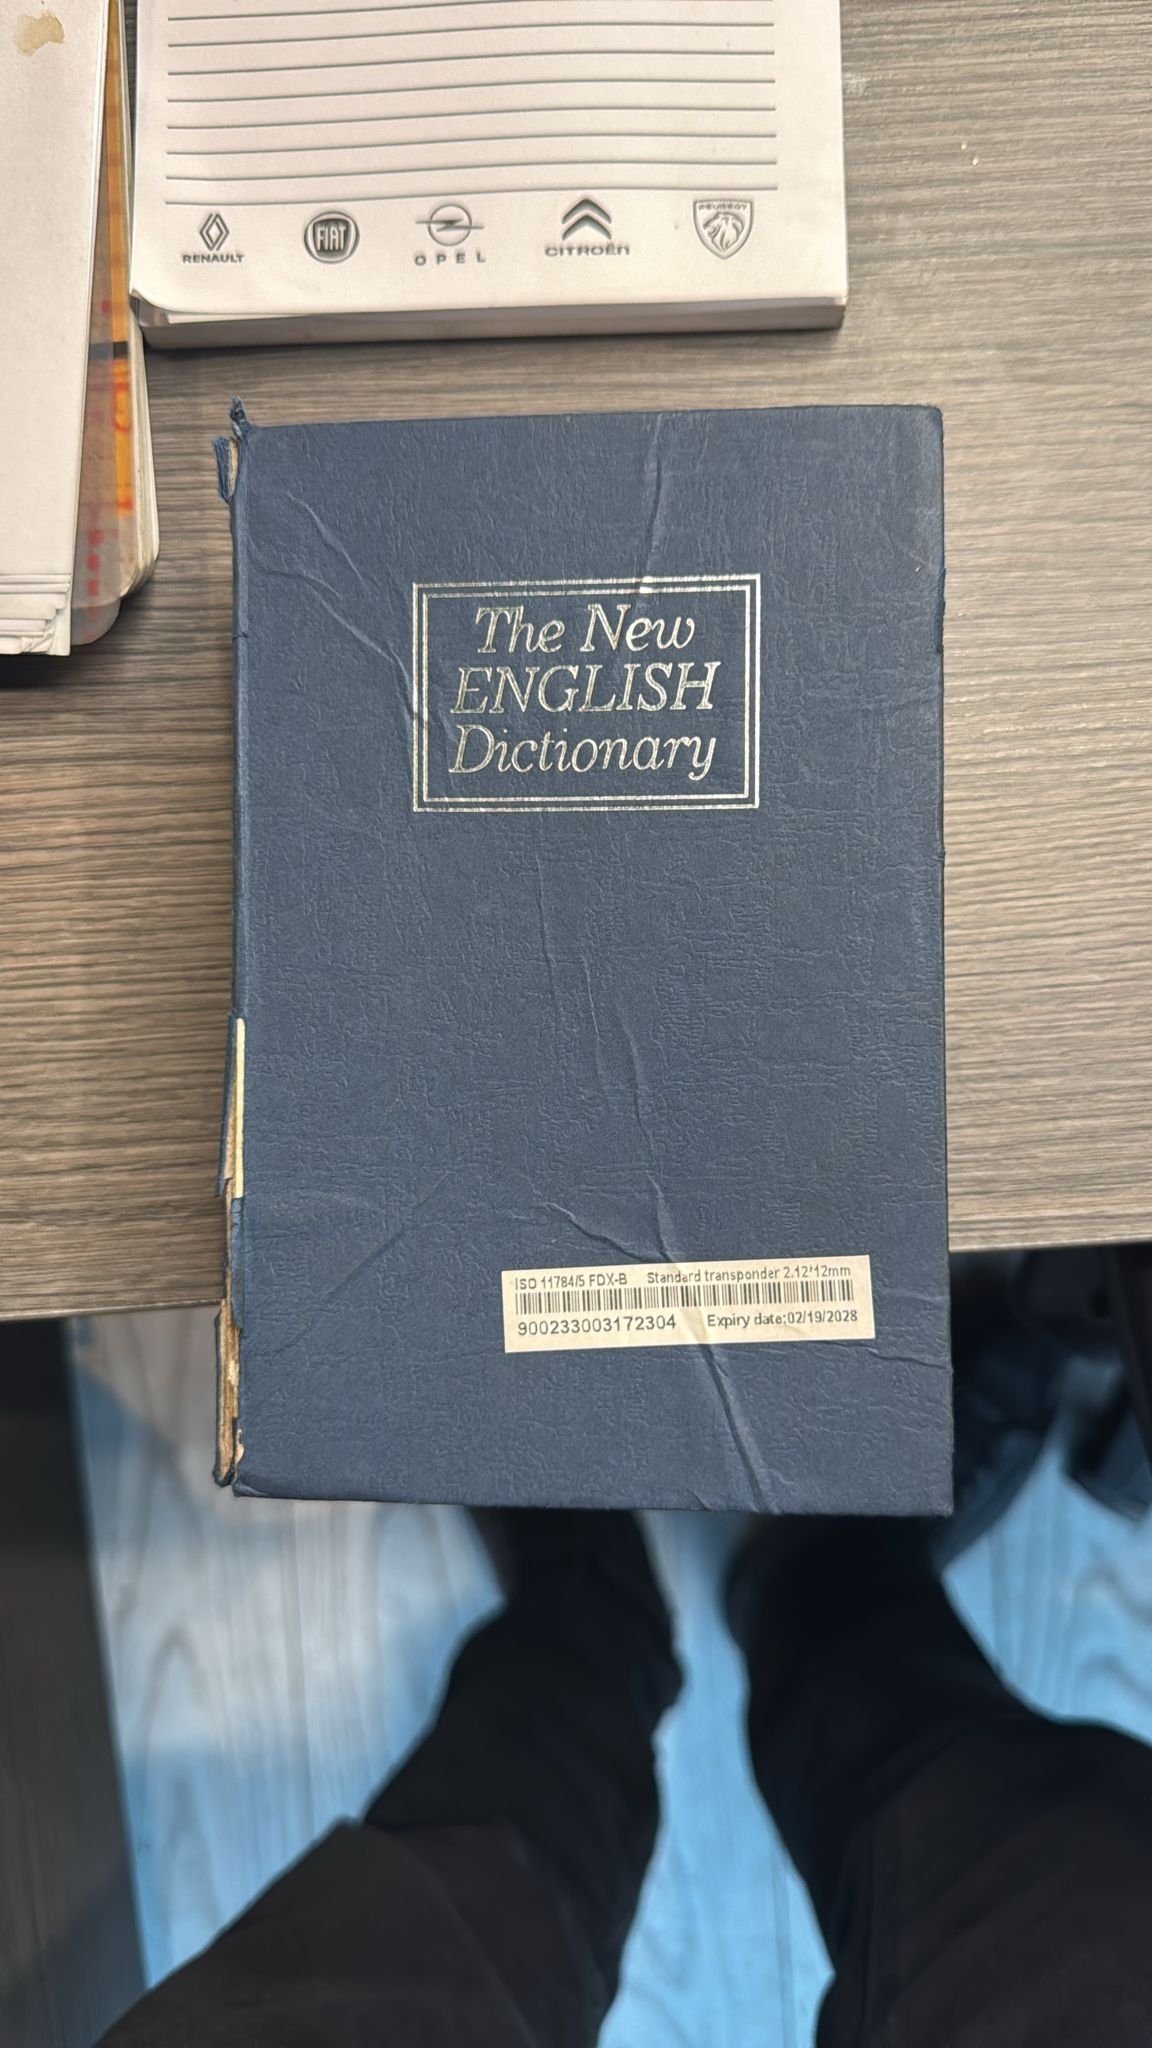 RENAULT
FIAT
OPEL
CITROËN
PEUGEOT
The New
ENGLISH
Dictionary
ISO 11784/5 FDX-B Standard transponder 2.12*12mm
900233003172304 Expiry date:02/19/2028